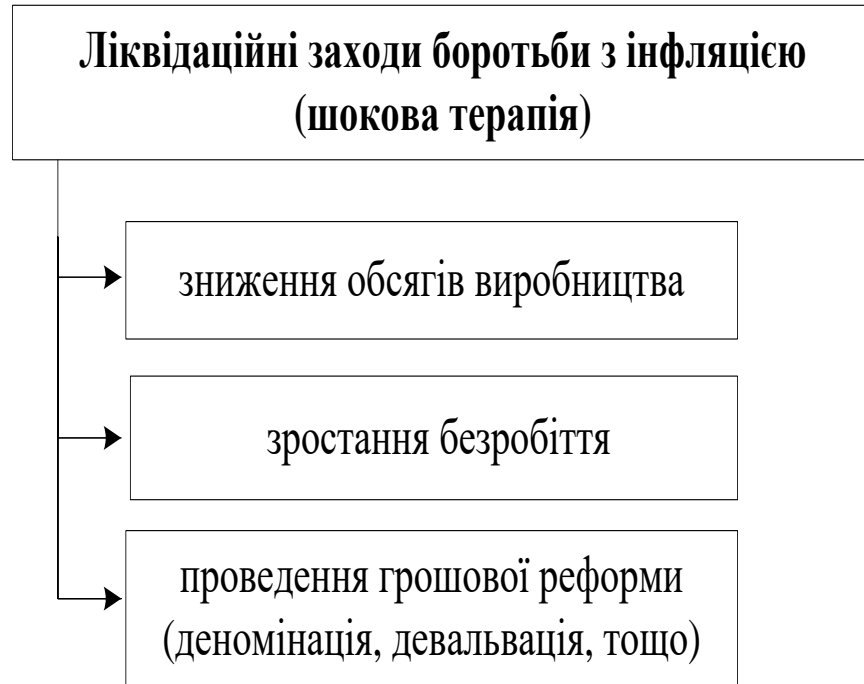 Ліквідаційні заходи боротьби з інфляцією
(шокова терапія)
зниження обсягів виробництва
зростання безробіття
проведення грошової реформи
(деномінація, девальвація, тощо)